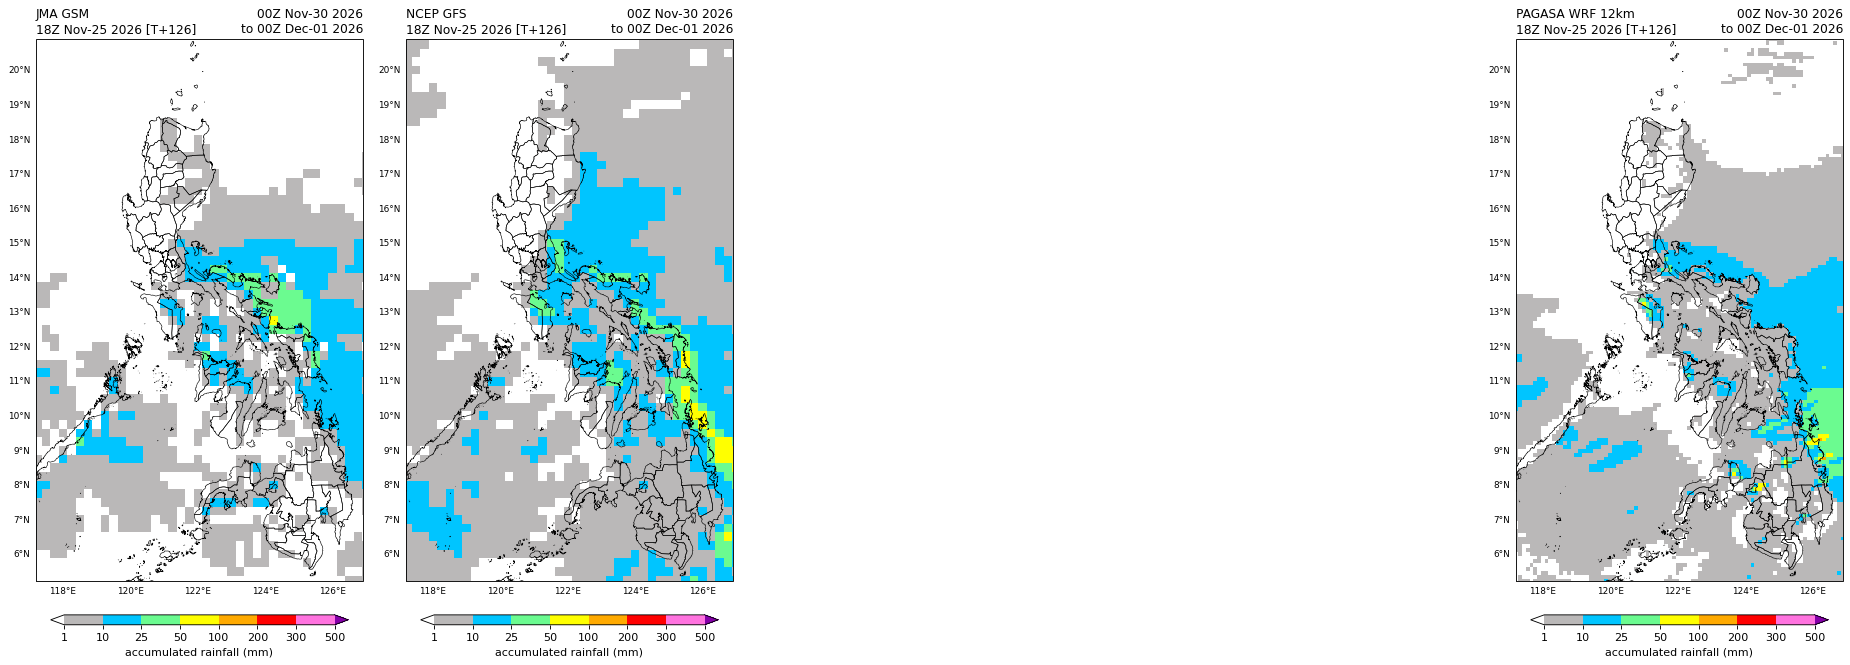 JMA GSM 00Z Nov-30 2026
18Z Nov-25 2026 [T+126] to 00Z Dec-01 2026
20°N
19°N
18°N
17°N
16°N
15°N
14°N
13°N
12°N
11°N
10°N
9°N
8°N
7°N
6°N
118°E 120°E 122°E 124°E 126°E
1 10 25 50 100 200 300 500
accumulated rainfall (mm)
NCEP GFS 00Z Nov-30 2026
18Z Nov-25 2026 [T+126] to 00Z Dec-01 2026
20°N
19°N
18°N
17°N
16°N
15°N
14°N
13°N
12°N
11°N
10°N
9°N
8°N
7°N
6°N
118°E 120°E 122°E 124°E 126°E
1 10 25 50 100 200 300 500
accumulated rainfall (mm)
PAGASA WRF 12km 00Z Nov-30 2026
18Z Nov-25 2026 [T+126] to 00Z Dec-01 2026
20°N
19°N
18°N
17°N
16°N
15°N
14°N
13°N
12°N
11°N
10°N
9°N
8°N
7°N
6°N
118°E 120°E 122°E 124°E 126°E
1 10 25 50 100 200 300 500
accumulated rainfall (mm)